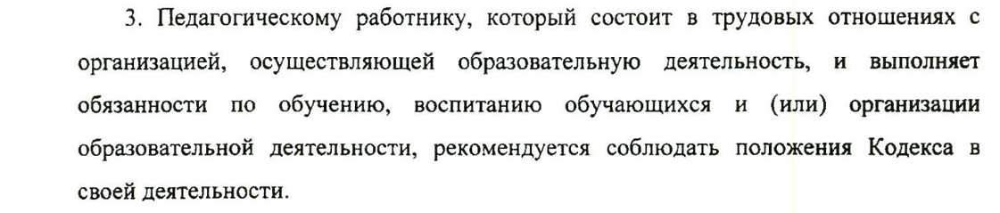 3. Педагогическому работнику, который состоит в трудовых отношениях с
организацией, осуществляющей образовательную деятельность, и выполняет
обязанности по обучению, воспитанию обучающихся и (или) организации
образовательной деятельности, рекомендуется соблюдать положения Кодекса в
своей деятельности.